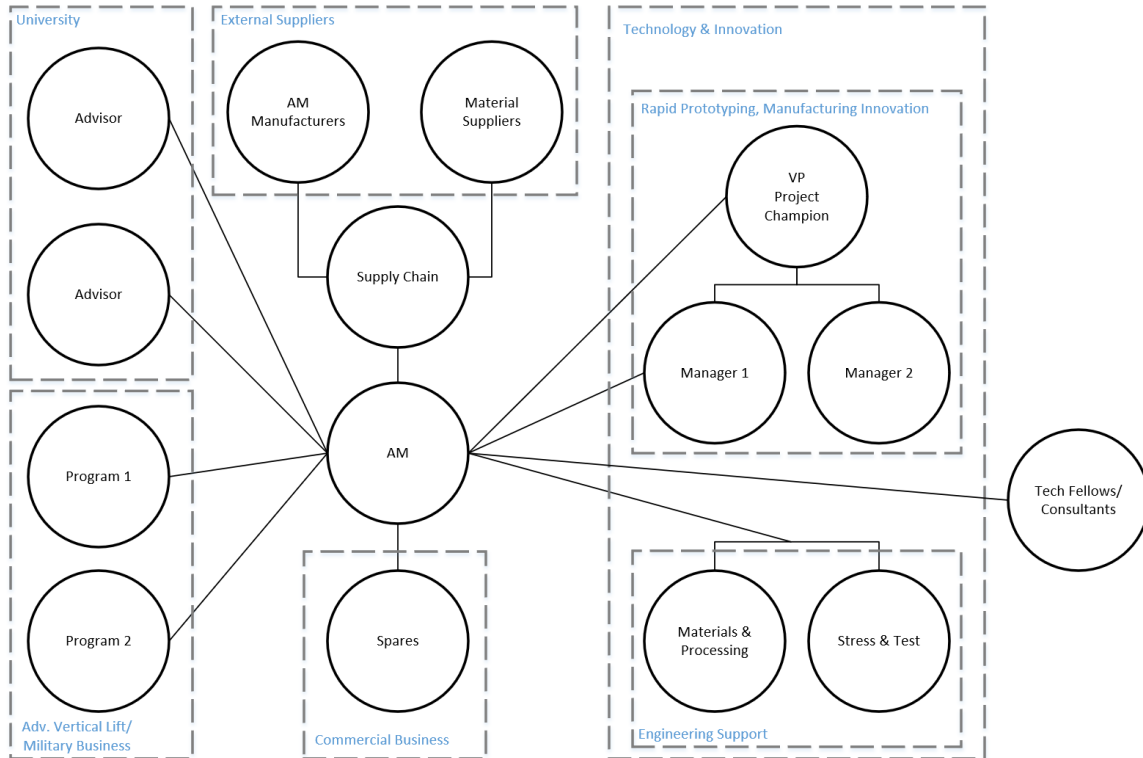 University
Advisor
Advisor
External Suppliers
AM
Manufacturers
Material
Suppliers
Supply Chain
AM
Technology & Innovation
Rapid Prototyping, Manufacturing Innovation
VP
Project
Champion
Manager 1
Manager 2
Tech Fellows/
Consultants
Program 1
Program 2
Adv. Vertical Lift/
Military Business
Spares
Commercial Business
Materials &
Processing
Stress & Test
Engineering Support